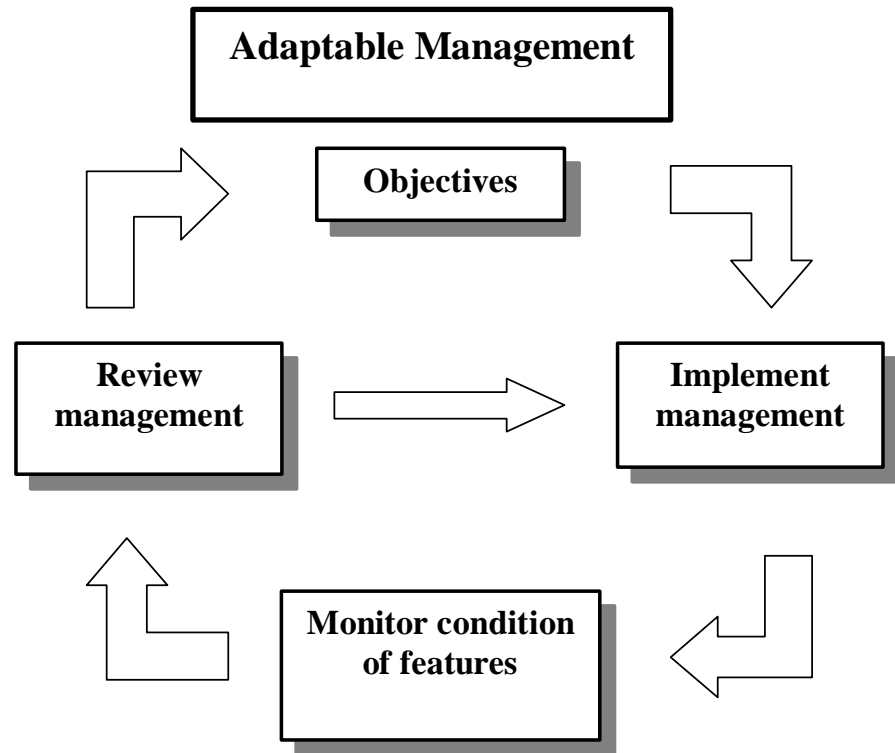 Adaptable Management
Objectives
Review
management
Implement
management
Monitor condition
of features